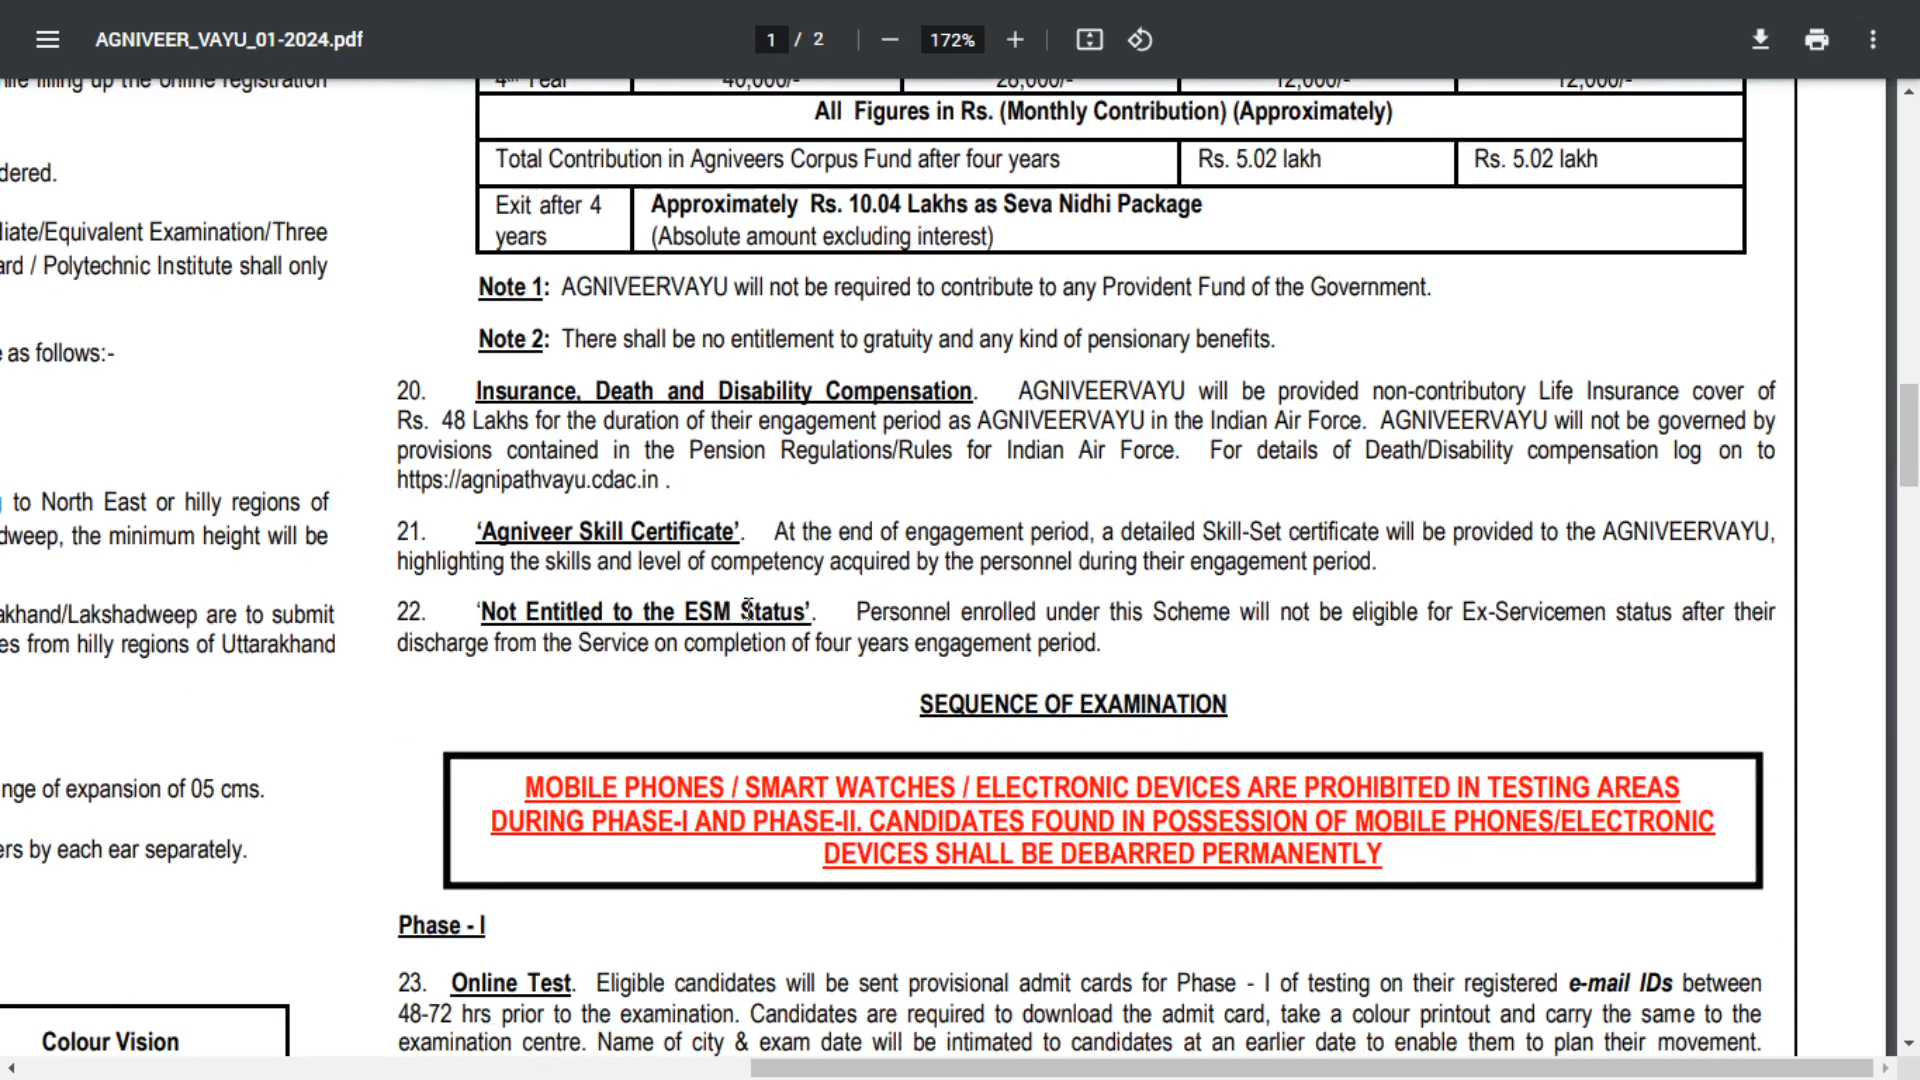 AGNIVEER_VAYU_01-2024.pdf
1 / 2
172%
ile filling up the online registration
dered.
liate/Equivalent Examination/Three
ard / Polytechnic Institute shall only
as follows:-
to North East or hilly regions of
dweep, the minimum height will be
akhand/Lakshadweep are to submit
es from hilly regions of Uttarakhand
nge of expansion of 05 cms.
ers by each ear separately.
Colour Vision
4th Year 40,000/- 28,000/- 12,000/- 12,000/-
All Figures in Rs. (Monthly Contribution) (Approximately)
Total Contribution in Agniveers Corpus Fund after four years Rs. 5.02 lakh Rs. 5.02 lakh
Exit after 4
years
Approximately Rs. 10.04 Lakhs as Seva Nidhi Package
(Absolute amount excluding interest)
Note 1: AGNIVEERVAYU will not be required to contribute to any Provident Fund of the Government.
Note 2: There shall be no entitlement to gratuity and any kind of pensionary benefits.
20. Insurance, Death and Disability Compensation. AGNIVEERVAYU will be provided non-contributory Life Insurance cover of
Rs. 48 Lakhs for the duration of their engagement period as AGNIVEERVAYU in the Indian Air Force. AGNIVEERVAYU will not be governed by
provisions contained in the Pension Regulations/Rules for Indian Air Force. For details of Death/Disability compensation log on to
https://agnipathvayu.cdac.in .
21. ‘Agniveer Skill Certificate’. At the end of engagement period, a detailed Skill-Set certificate will be provided to the AGNIVEERVAYU,
highlighting the skills and level of competency acquired by the personnel during their engagement period.
22. ‘Not Entitled to the ESM Status’. Personnel enrolled under this Scheme will not be eligible for Ex-Servicemen status after their
discharge from the Service on completion of four years engagement period.
SEQUENCE OF EXAMINATION
MOBILE PHONES / SMART WATCHES / ELECTRONIC DEVICES ARE PROHIBITED IN TESTING AREAS
DURING PHASE-I AND PHASE-II. CANDIDATES FOUND IN POSSESSION OF MOBILE PHONES/ELECTRONIC
DEVICES SHALL BE DEBARRED PERMANENTLY
Phase - I
23. Online Test. Eligible candidates will be sent provisional admit cards for Phase - I of testing on their registered e-mail IDs between
48-72 hrs prior to the examination. Candidates are required to download the admit card, take a colour printout and carry the same to the
examination centre. Name of city & exam date will be intimated to candidates at an earlier date to enable them to plan their movement.